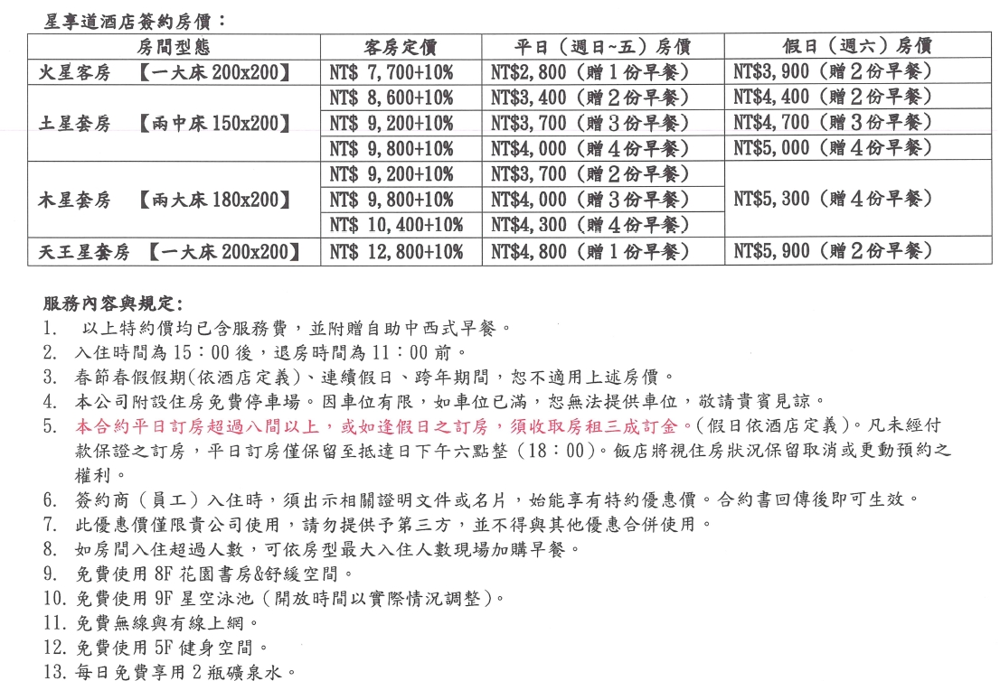 星享道酒店簽約房價：
房間型態 客房定價 平日（週日~五）房價 假日（週六）房價
火星客房 【一大床 200x200】 NT$ 7,700+10% NT$2,800（贈 1 份早餐） NT$3,900（贈 2 份早餐）
NT$ 8,600+10% NT$3,400（贈 2 份早餐） NT$4,400（贈 2 份早餐）
土星套房 【兩中床 150x200】 NT$ 9,200+10% NT$3,700（贈 3 份早餐） NT$4,700（贈 3 份早餐）
NT$ 9,800+10% NT$4,000（贈 4 份早餐） NT$5,000（贈 4 份早餐）
NT$ 9,200+10% NT$3,700（贈 2 份早餐）
木星套房 【兩大床 180x200】 NT$ 9,800+10% NT$4,000（贈 3 份早餐） NT$5,300（贈 4 份早餐）
NT$ 10,400+10% NT$4,300（贈 4 份早餐）
天王星套房 【一大床 200x200】 NT$ 12,800+10% NT$4,800（贈 1 份早餐） NT$5,900（贈 2 份早餐）
服務內容與規定:
1. 以上特約價均已含服務費，並附贈自助中西式早餐。
2. 入住時間為 15：00 後，退房時間為 11：00 前。
3. 春節春假假期(依酒店定義)、連續假日、跨年期間，恕不適用上述房價。
4. 本公司附設住房免費停車場。因車位有限，如車位已滿，恕無法提供車位，敬請貴賓見諒。
5. 本合約平日訂房超過八間以上，或如逢假日之訂房，須收取房租三成訂金。(假日依酒店定義)。凡未經付
款保證之訂房，平日訂房僅保留至抵達日下午六點整（18：00)。飯店將視住房狀況保留取消或更動預約之
權利。
6. 簽約商（員工）入住時，須出示相關證明文件或名片，始能享有特約優惠價。合約書回傳後即可生效。
7. 此優惠價僅限貴公司使用，請勿提供予第三方，並不得與其他優惠合併使用。
8. 如房間入住超過人數，可依房型最大入住人數現場加購早餐。
9. 免費使用 8F 花園書房&舒緩空間。
10. 免費使用 9F 星空泳池（開放時間以實際情況調整)。
11. 免費無線與有線上網。
12. 免費使用 5F 健身空間。
13. 每日免費享用 2 瓶礦泉水。